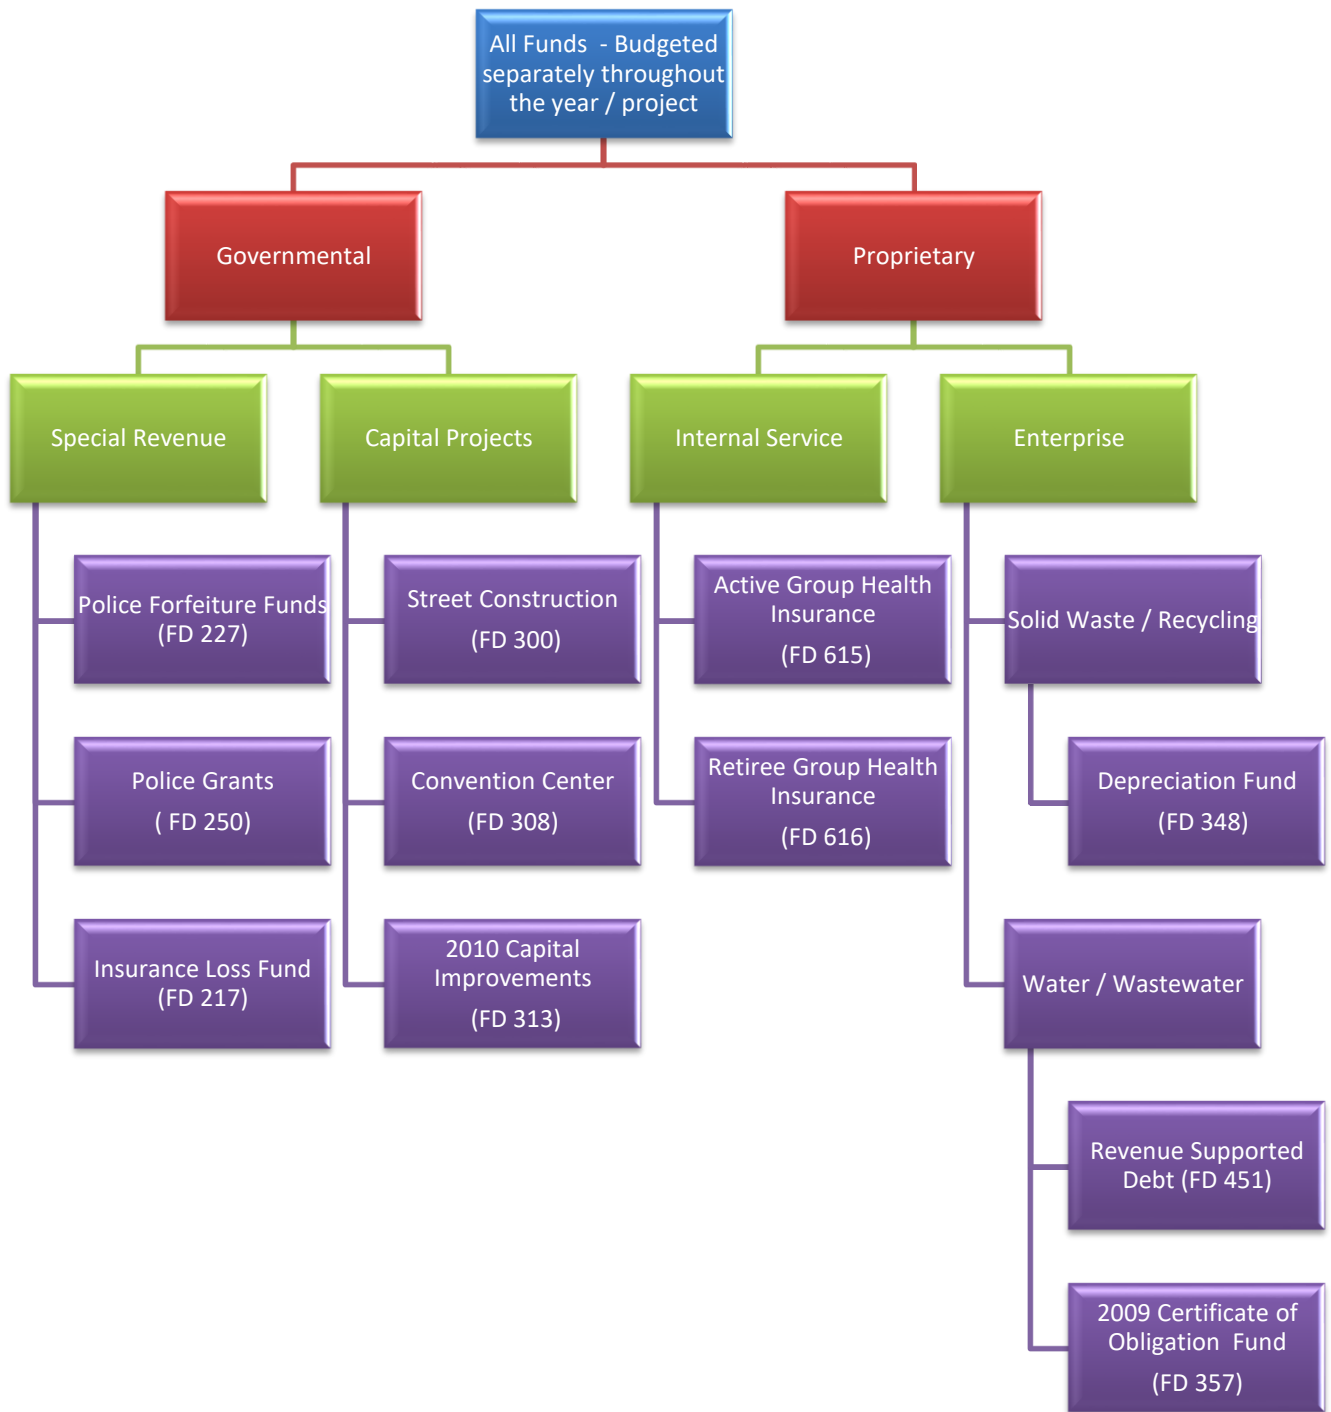 All Funds - Budgeted
separately throughout
the year / project
Governmental
Proprietary
Special Revenue
Capital Projects
Internal Service
Enterprise
Police Forfeiture Funds
(FD 227)
Street Construction
(FD 300)
Active Group Health
Insurance
(FD 615)
Solid Waste / Recycling
Police Grants
( FD 250)
Convention Center
(FD 308)
Retiree Group Health
Insurance
(FD 616)
Depreciation Fund
(FD 348)
Insurance Loss Fund
(FD 217)
2010 Capital
Improvements
(FD 313)
Water / Wastewater
Revenue Supported
Debt (FD 451)
2009 Certificate of
Obligation Fund
(FD 357)